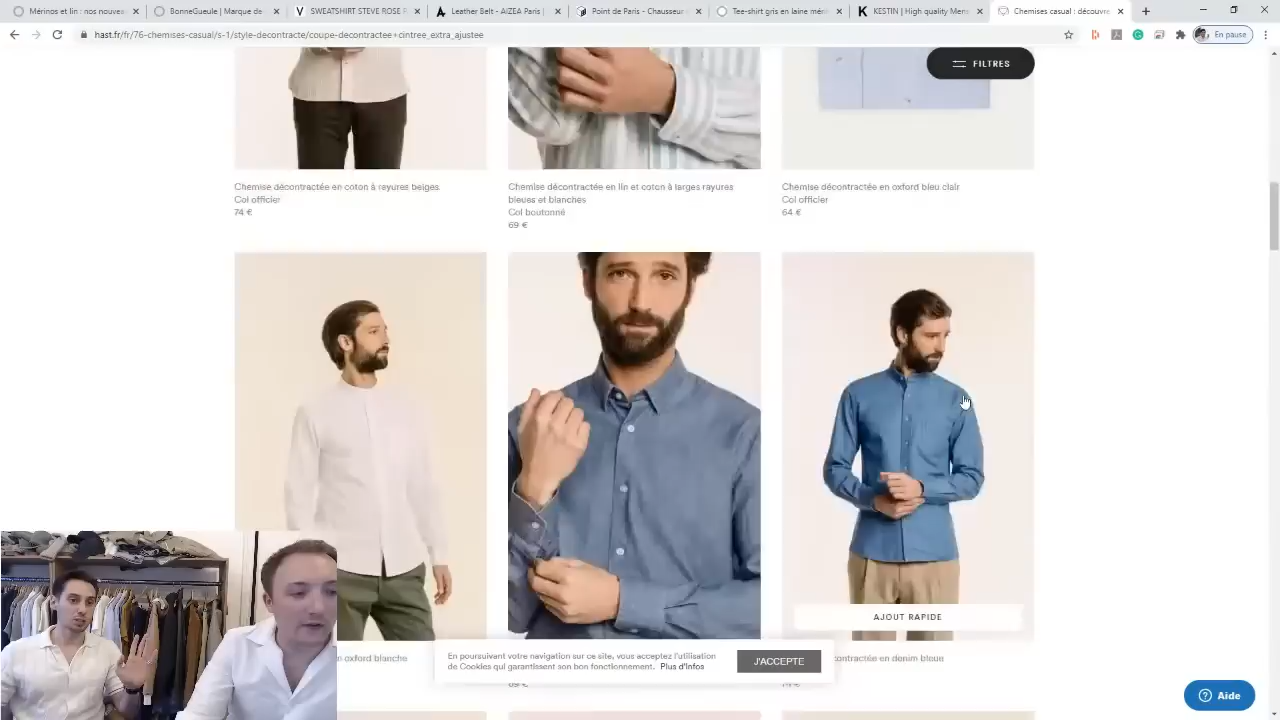 Mérinos et lin : nos nouvea
BonneGueule | Marque de
SWEATSHIRT STEVE ROSE F
Leather Belt - AIZEA Paris |
Point de Paris - Chausseur
Tee-shirt gris en laine mérin
KESTIN | High quality Mens
Chemises casual : découvre
hast.fr/fr/76-chemises-casual/s-1/style-decontracte/coupe-decontractee+cintree_extra_ajustee
En pause
FILTRES
Chemise décontractée en coton à rayures beiges
Col officier
74 €
Chemise décontractée en lin et coton à larges rayures
bleues et blanches
Col boutonné
69 €
Chemise décontractée en oxford bleu clair
Col officier
64 €
AJOUT RAPIDE
n oxford blanche
contractée en denim bleue
En poursuivant votre navigation sur ce site, vous acceptez l'utilisation
de Cookies qui garantissent son bon fonctionnement. Plus d'infos
J'ACCEPTE
Aide